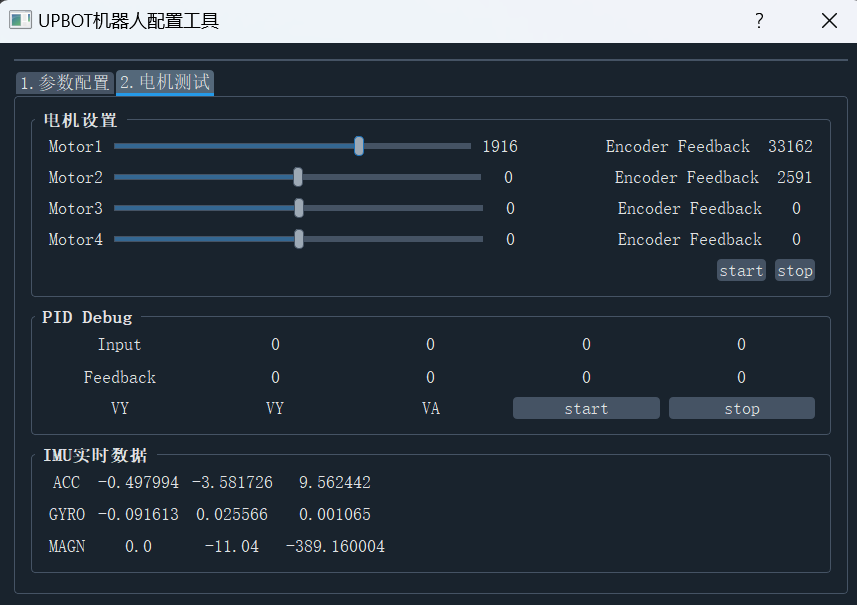 UPBOT机器人配置工具 ?
1.参数配置 2.电机测试
电机设置
Motor1 1916 Encoder Feedback 33162
Motor2 0 Encoder Feedback 2591
Motor3 0 Encoder Feedback 0
Motor4 0 Encoder Feedback 0
start stop
PID Debug
Input 0 0 0 0
Feedback 0 0 0 0
VY VY VA start stop
IMU实时数据
ACC -0.497994 -3.581726 9.562442
GYRO -0.091613 0.025566 0.001065
MAGN 0.0 -11.04 -389.160004